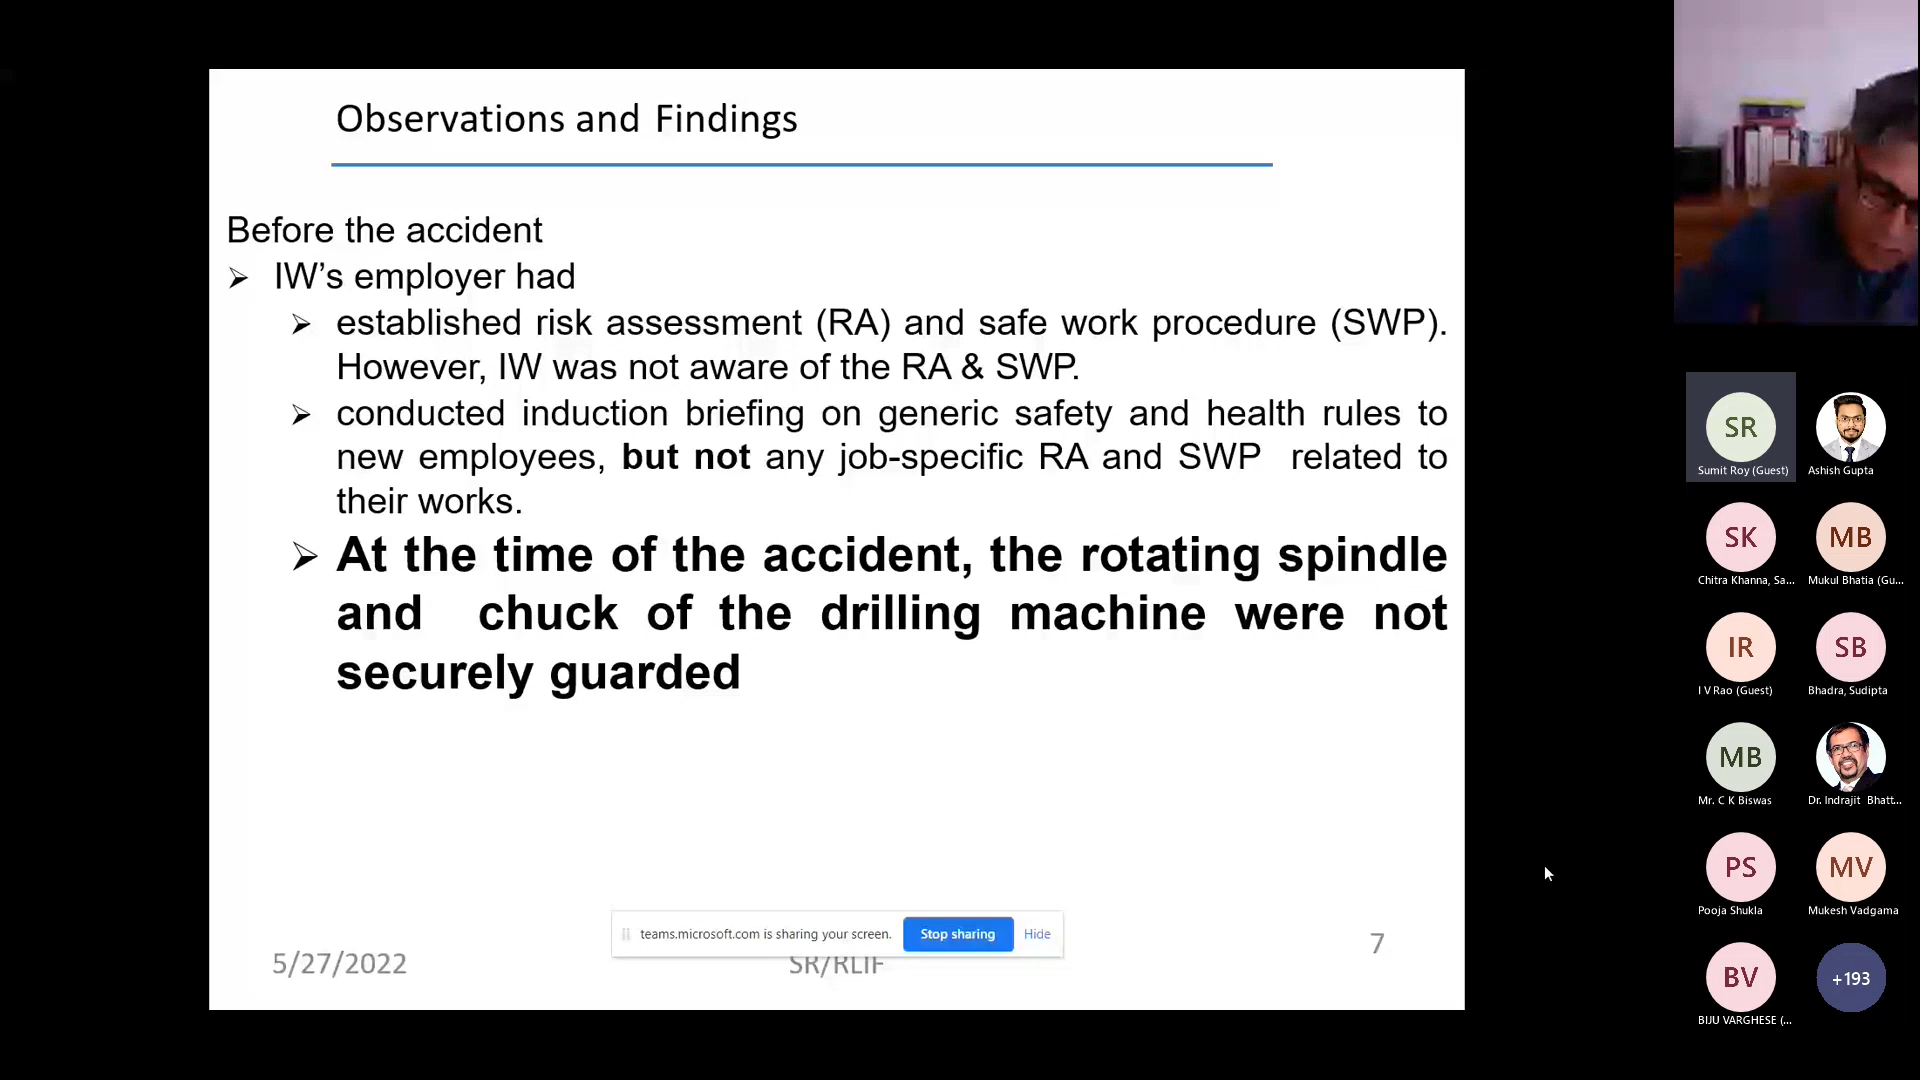 Observations and Findings
Before the accident
➢ IW's employer had
➢ established risk assessment (RA) and safe work procedure (SWP).
However, IW was not aware of the RA & SWP.
➢ conducted induction briefing on generic safety and health rules to
new employees, but not any job-specific RA and SWP related to
their works.
➢ At the time of the accident, the rotating spindle
and chuck of the drilling machine were not
securely guarded
teams.microsoft.com is sharing your screen. Stop sharing Hide
5/27/2022
SR/RLIF
7
SR
Sumit Roy (Guest)
Ashish Gupta
SK
Chitra Khanna, Sa...
MB
Mukul Bhatia (Gu...
IR
I V Rao (Guest)
SB
Bhadra, Sudipta
MB
Mr. C K Biswas
Dr. Indrajit Bhatt...
PS
Pooja Shukla
MV
Mukesh Vadgama
BV
BIJU VARGHESE (...
+193